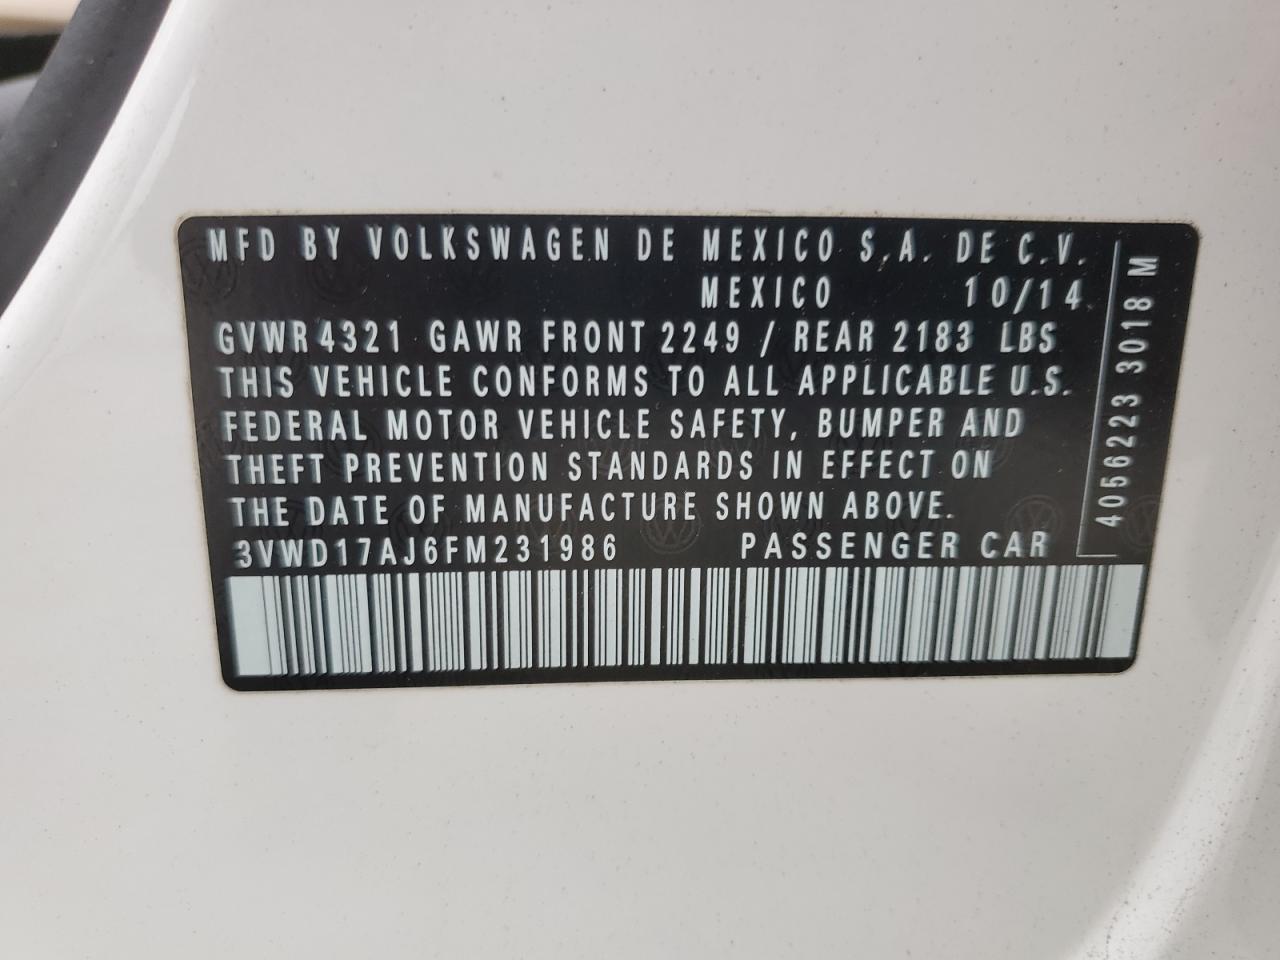 MFD BY VOLKSWAGEN DE MEXICO S.A. DE C.V.
MEXICO 10/14
GVWR 4321 GAWR FRONT 2249 / REAR 2183 LBS
THIS VEHICLE CONFORMS TO ALL APPLICABLE U.S.
FEDERAL MOTOR VEHICLE SAFETY, BUMPER AND
THEFT PREVENTION STANDARDS IN EFFECT ON
THE DATE OF MANUFACTURE SHOWN ABOVE.
3VWD17AJ6FM231986 PASSENGER CAR
4056223 3018 M